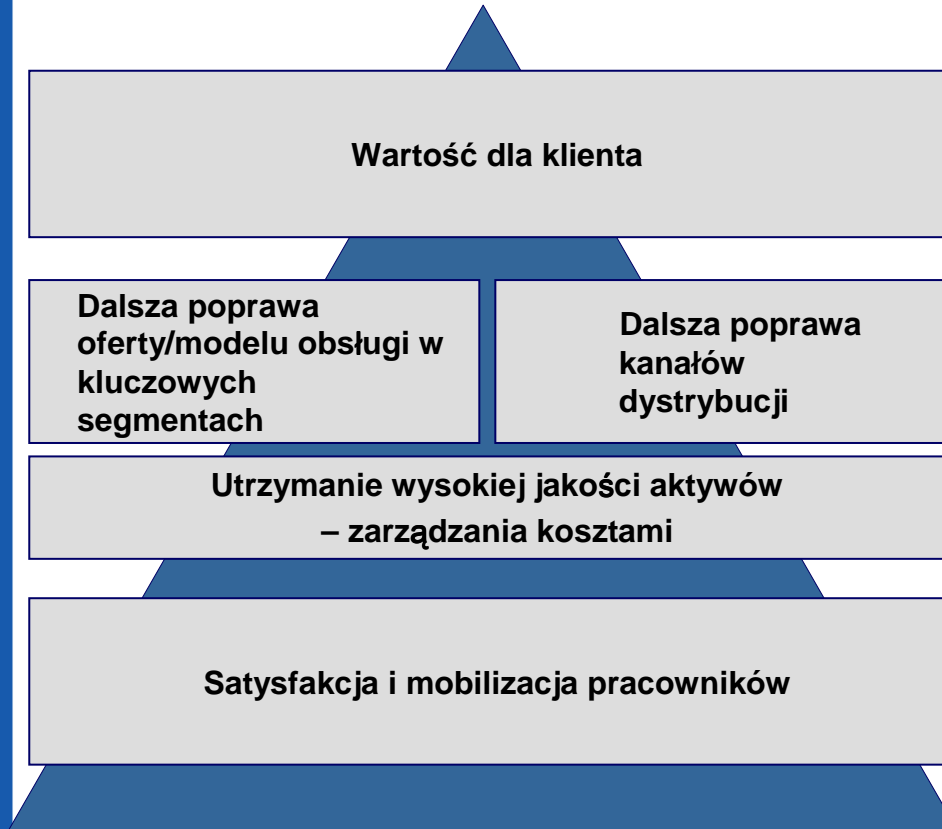 Wartość dla klienta
Dalsza poprawa
oferty/modelu obsługi w
kluczowych
segmentach
Dalsza poprawa
kanałów
dystrybucji
Utrzymanie wysokiej jakości aktywów
– zarządzania kosztami
Satysfakcja i mobilizacja pracowników